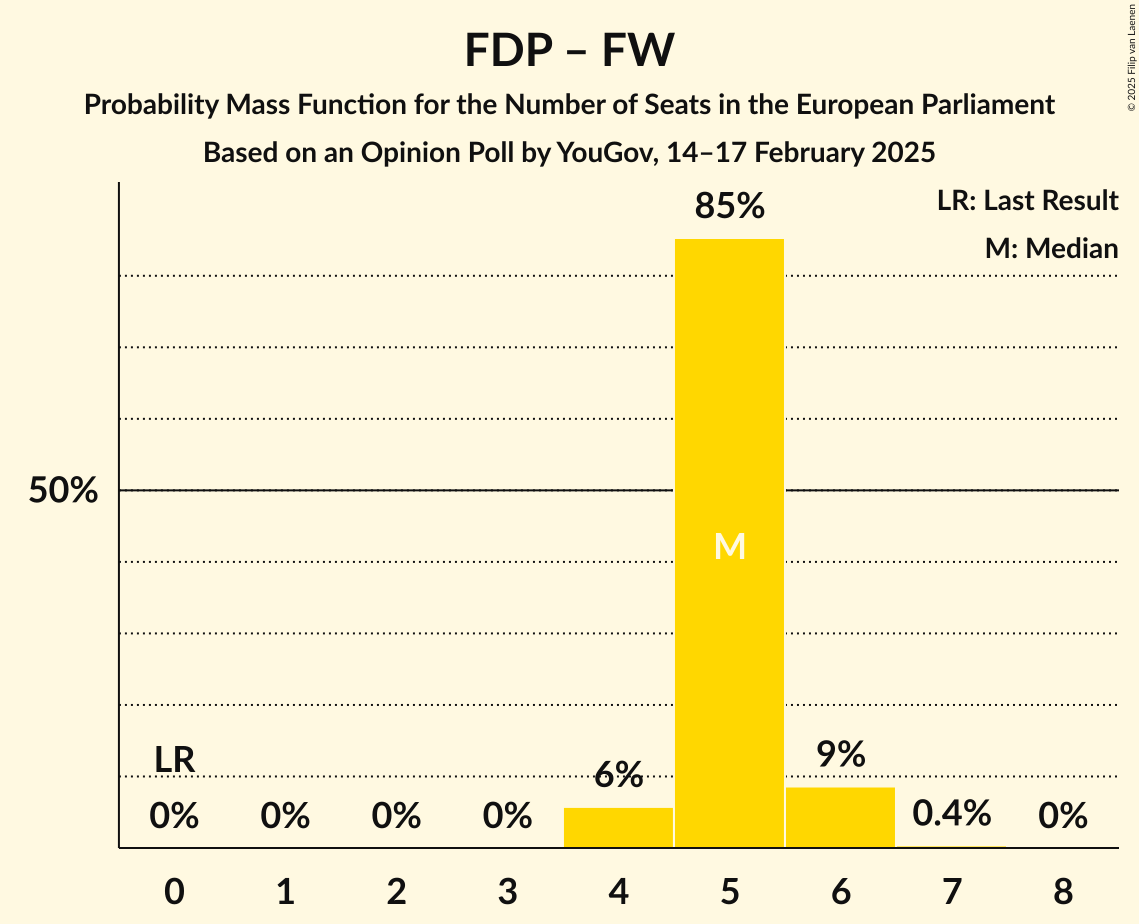 FDP – FW
Probability Mass Function for the Number of Seats in the European Parliament
Based on an Opinion Poll by YouGov, 14–17 February 2025
© 2025 Filip van Laenen
LR: Last Result
M: Median
85%
50%
M
LR
0%
0%
0%
0%
6%
9%
0.4%
0%
0
1
2
3
4
5
6
7
8